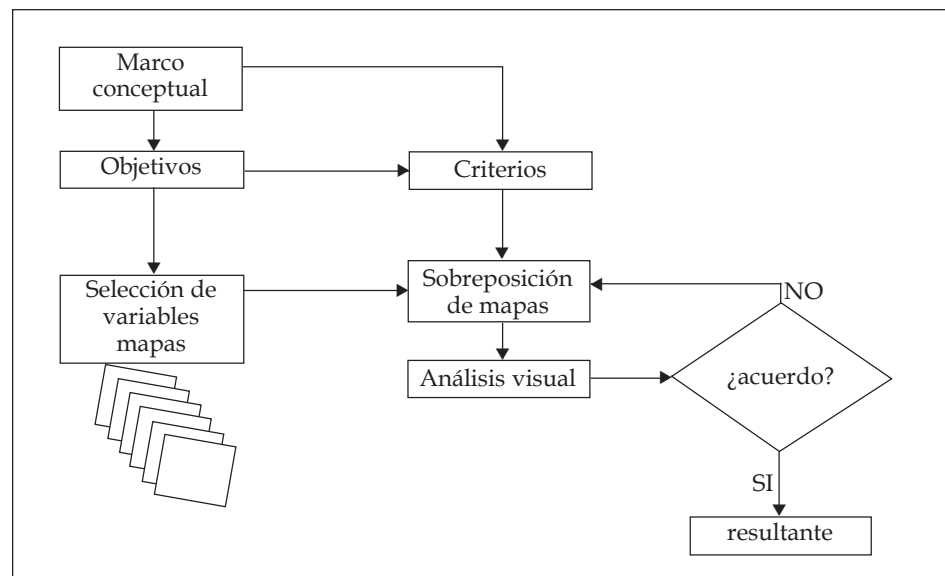 Marco
conceptual
Objetivos
Criterios
Selección de
variables
mapas
Sobreposición
de mapas
NO
Análisis visual
¿acuerdo?
SI
resultante